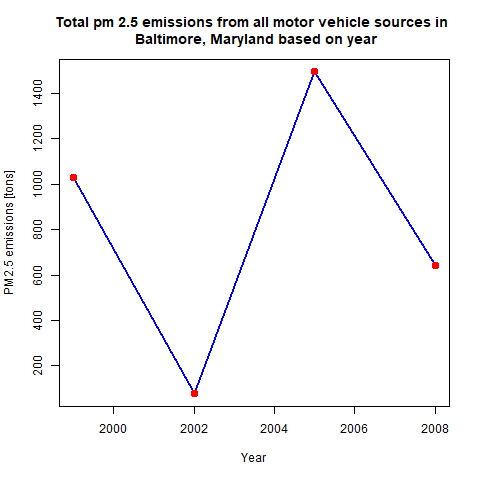 Total pm 2.5 emissions from all motor vehicle sources in
Baltimore, Maryland based on year
PM2.5 emissions [tons]
1400
1200
1000
800
600
400
200
2000 2002 2004 2006 2008
Year